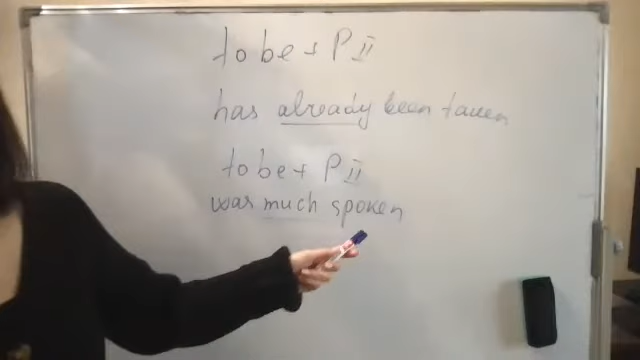 to be + P II
has already been taken
to be + P II
was much spoken